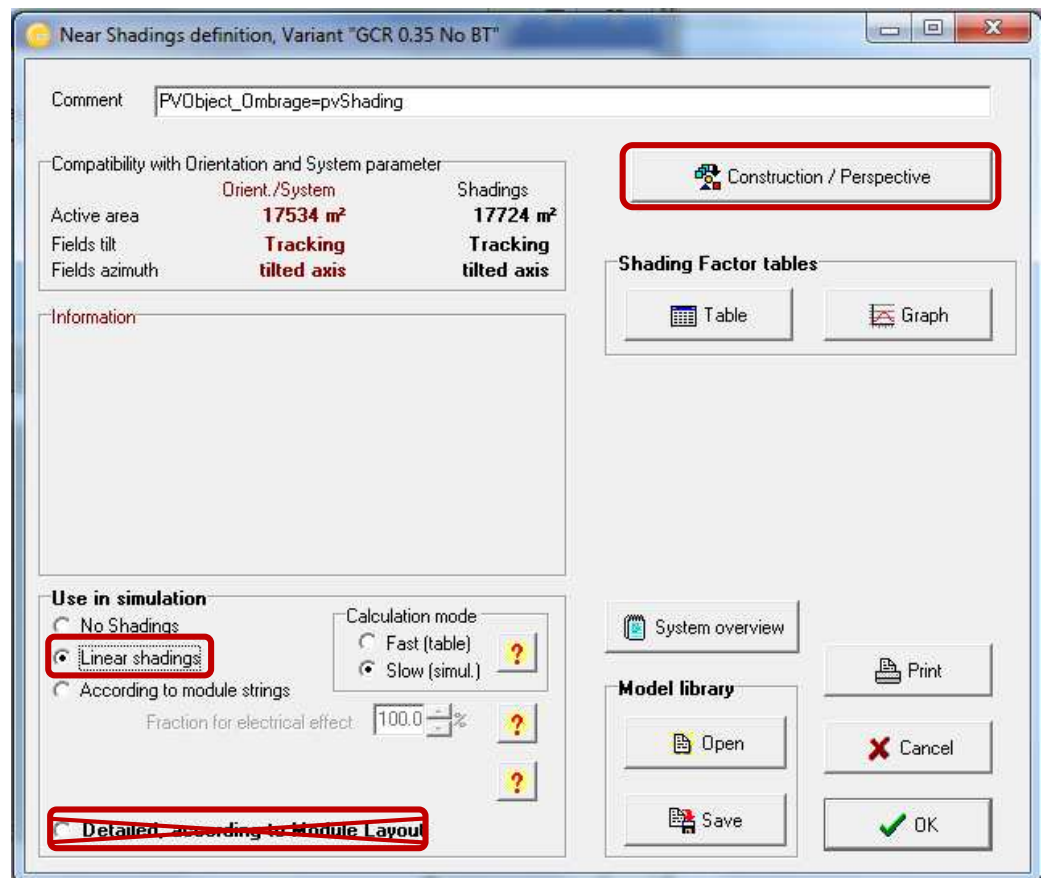 Near Shadings definition, Variant "GCR 0.35 No BT"
Comment PVObject_Ombrage=pvShading
Compatibility with Orientation and System parameter
Orient./System Shadings
Active area 17534 m² 17724 m²
Fields tilt Tracking Tracking
Fields azimuth tilted axis tilted axis
Construction / Perspective
Shading Factor tables
Table Graph
Information
Use in simulation
No Shadings
Linear shadings
According to module strings
Fraction for electrical effect 100.0 %
Calculation mode
Fast (table)
Slow (simul.)
?
?
?
Detailed, according to Module Layout
System overview
Model library
Open
Save
Print
Cancel
OK